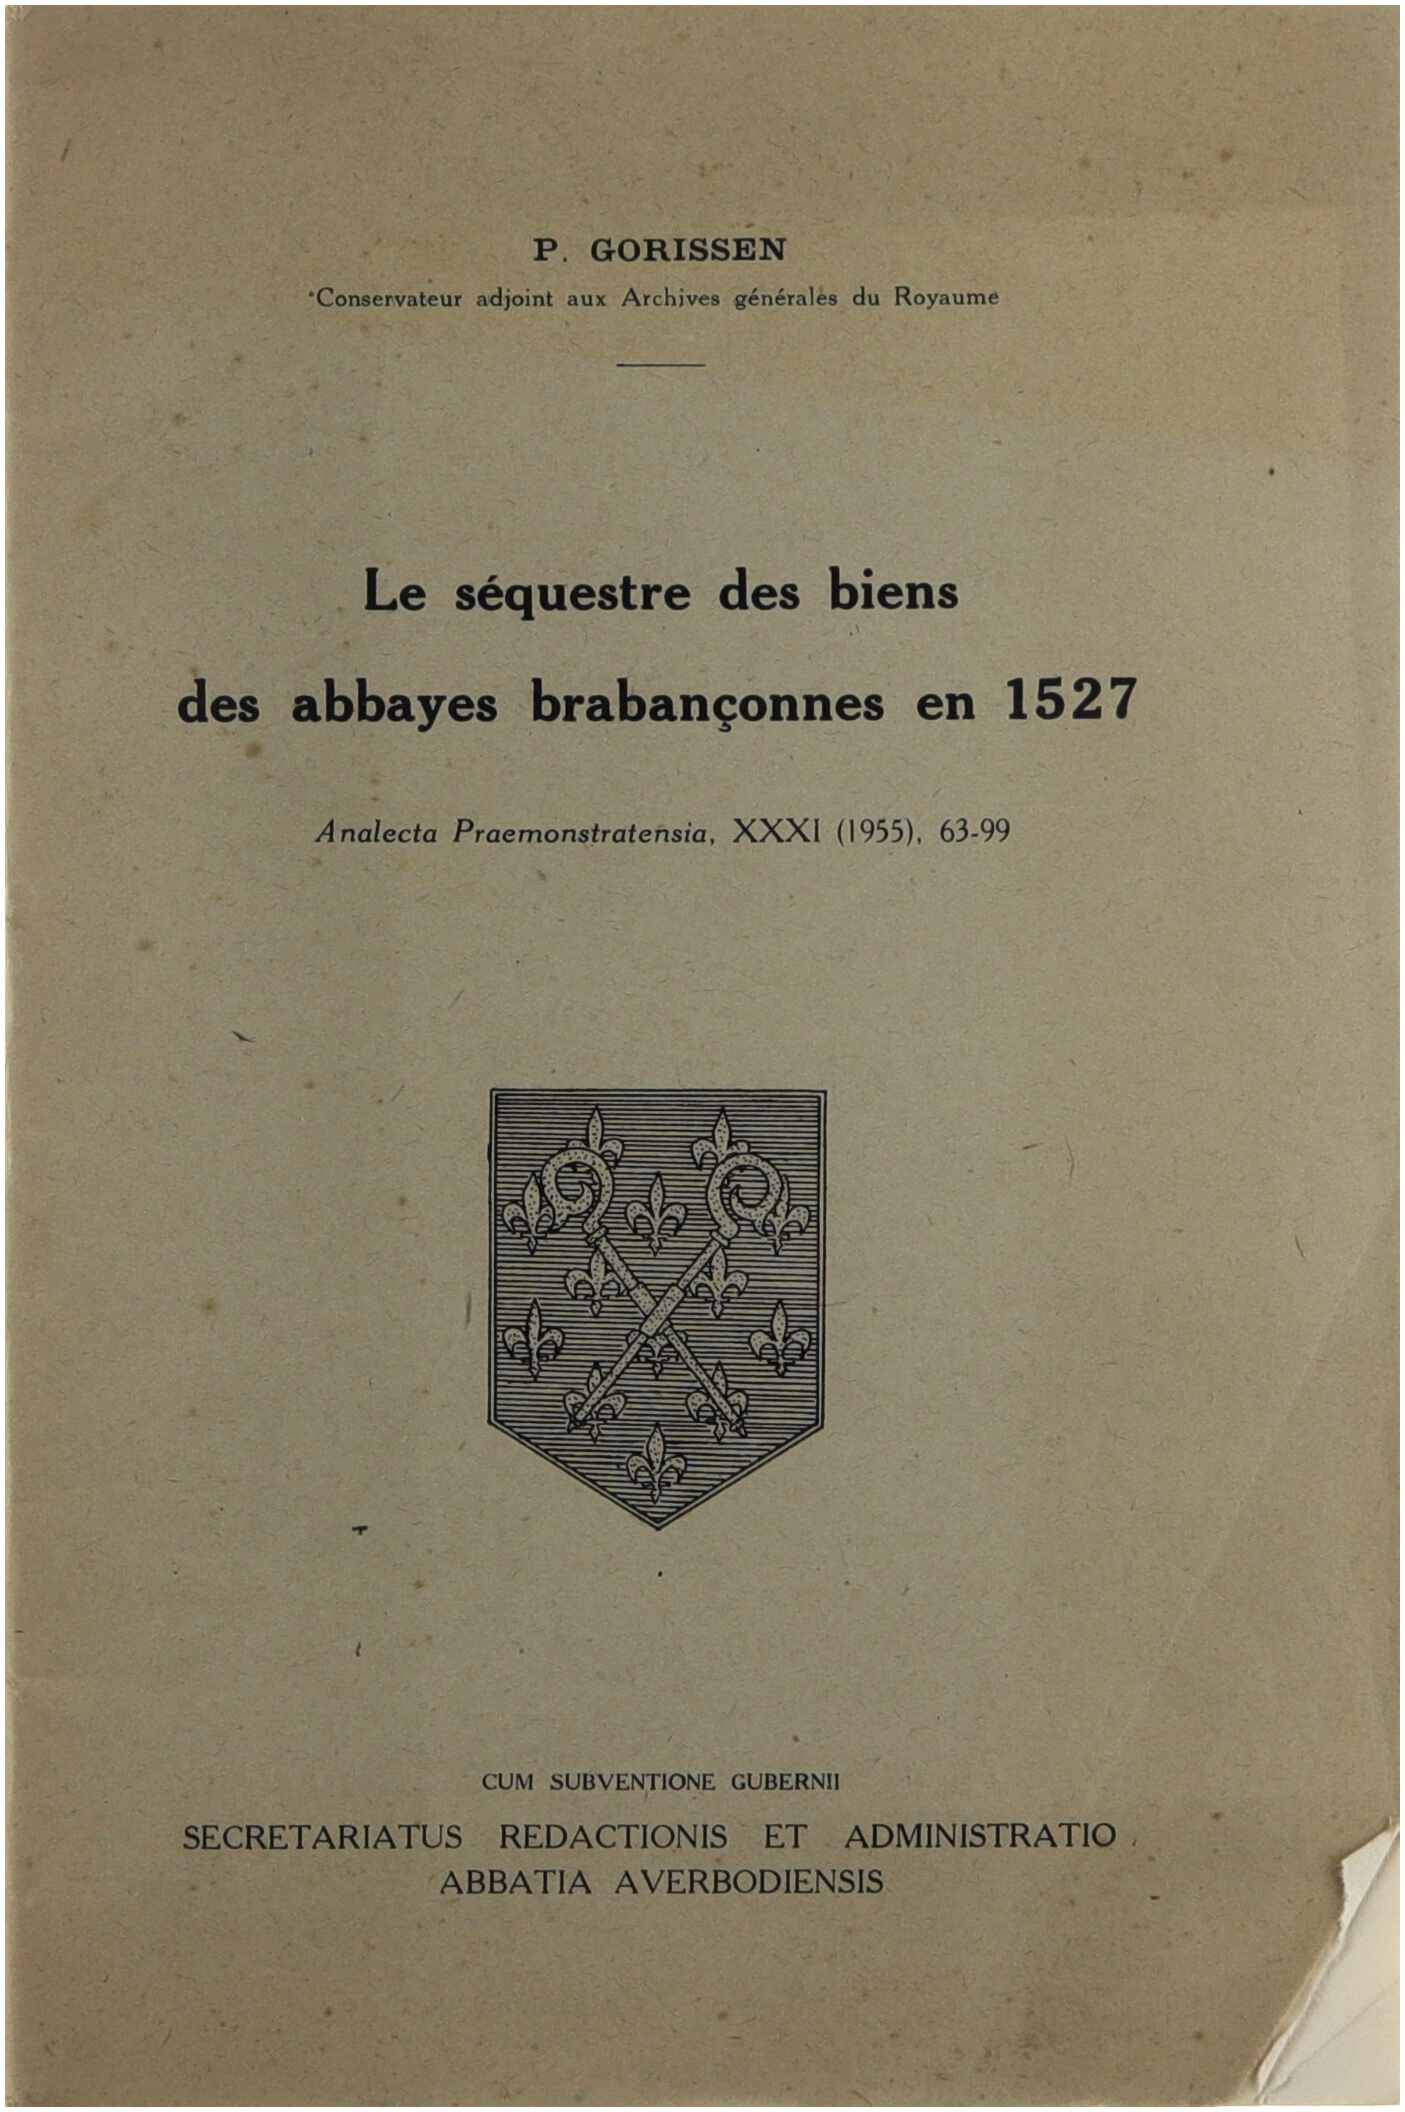 P. GORISSEN
Conservateur adjoint aux Archives générales du Royaume
Le séquestre des biens
des abbayes brabançonnes en 1527
Analecta Praemonstratensia, XXXI (1955), 63-99
CUM SUBVENTIONE GUBERNII
SECRETARIATUS REDACTIONIS ET ADMINISTRATIO
ABBATIA AVERBODIENSIS